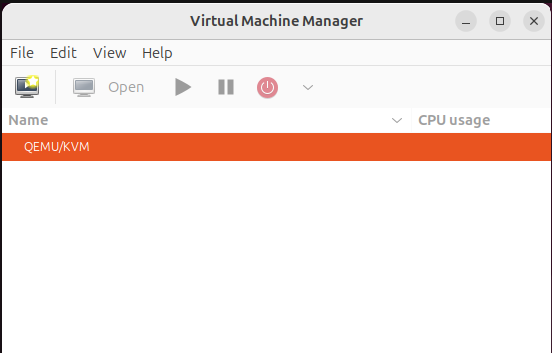 Virtual Machine Manager
File Edit View Help
Open
Name CPU usage
QEMU/KVM